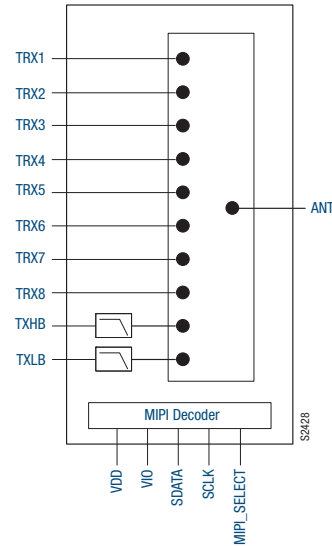 TRX1
TRX2
TRX3
TRX4
TRX5
TRX6
TRX7
TRX8
TXHB
TXLB
ANT
MIPI Decoder
VDD
VIO
SDATA
SCLK
MIPI_SELECT
S2428